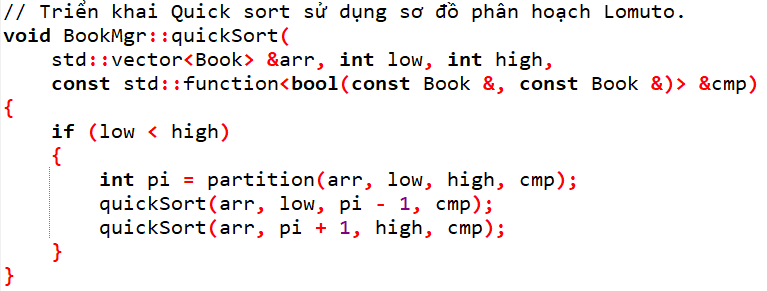 // Triển khai Quick sort sử dụng sơ đồ phân hoạch Lomuto.
void BookMgr::quickSort(
    std::vector<Book> &arr, int low, int high,
    const std::function<bool(const Book &, const Book &)> &cmp)
{
    if (low < high)
    {
        int pi = partition(arr, low, high, cmp);
        quickSort(arr, low, pi - 1, cmp);
        quickSort(arr, pi + 1, high, cmp);
    }
}